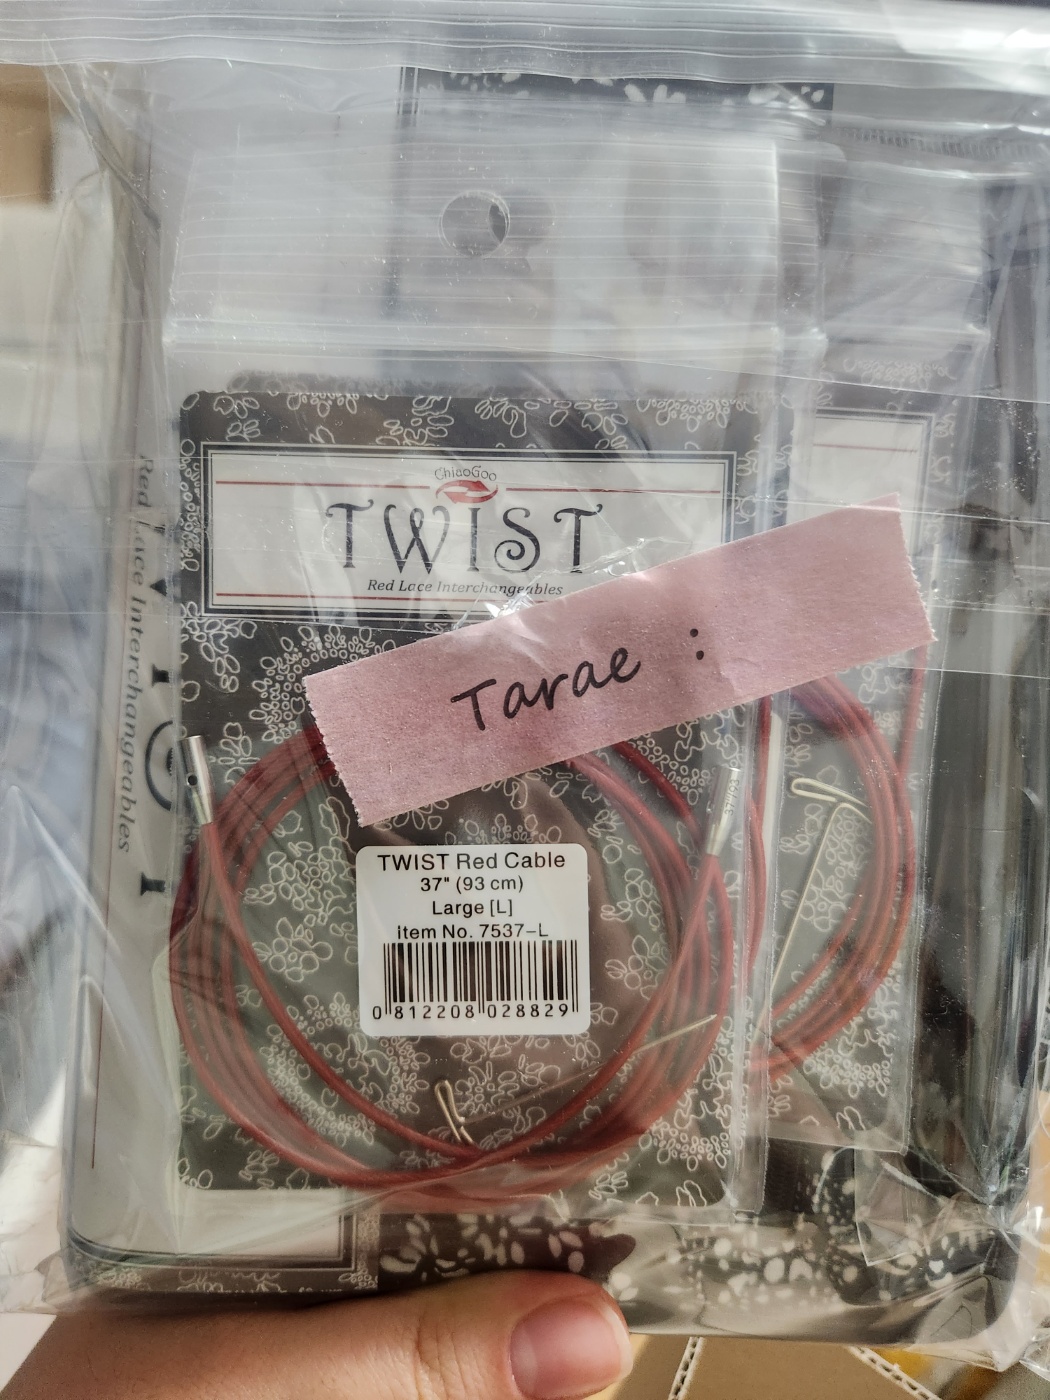 ChiaoGoo
TWIST
Red Lace Interchangeables
Tarae :
TWIST Red Cable
37" (93 cm)
Large [L]
Item No. 7537-L
0 812208 028829
Red Lace Interchangeables